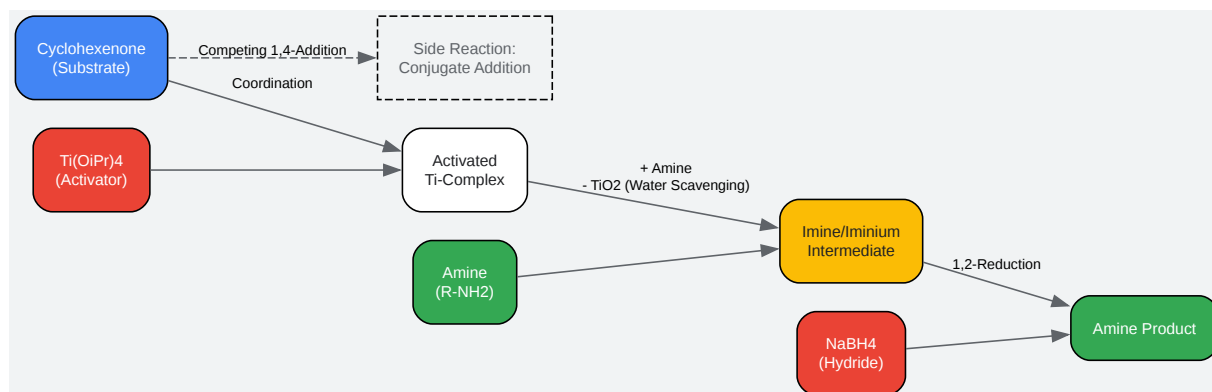 Cyclohexenone
(Substrate)
Competing 1,4-Addition
Side Reaction:
Conjugate Addition
Coordination
Ti(OiPr)4
(Activator)
Activated
Ti-Complex
+ Amine
- TiO2 (Water Scavenging)
Amine
(R-NH2)
Imine/Iminium
Intermediate
1,2-Reduction
NaBH4
(Hydride)
Amine Product